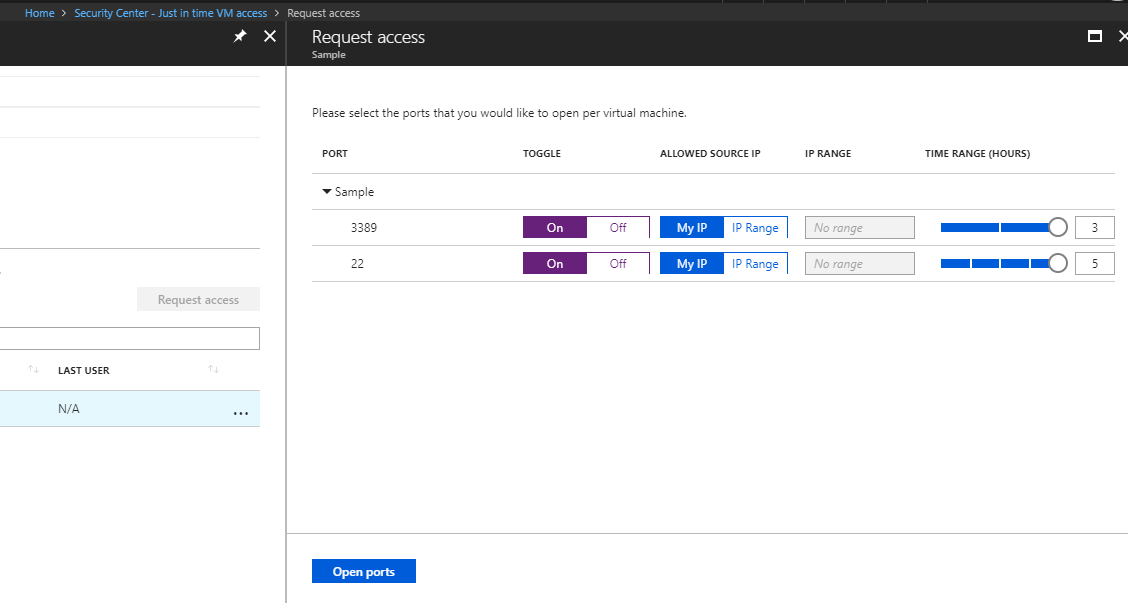 Home > Security Center - Just in time VM access > Request access
Request access
Sample
Please select the ports that you would like to open per virtual machine.
PORT TOGGLE ALLOWED SOURCE IP IP RANGE TIME RANGE (HOURS)
Sample
3389 On Off My IP IP Range No range 3
22 On Off My IP IP Range No range 5
Request access
LAST USER
N/A
...
Open ports